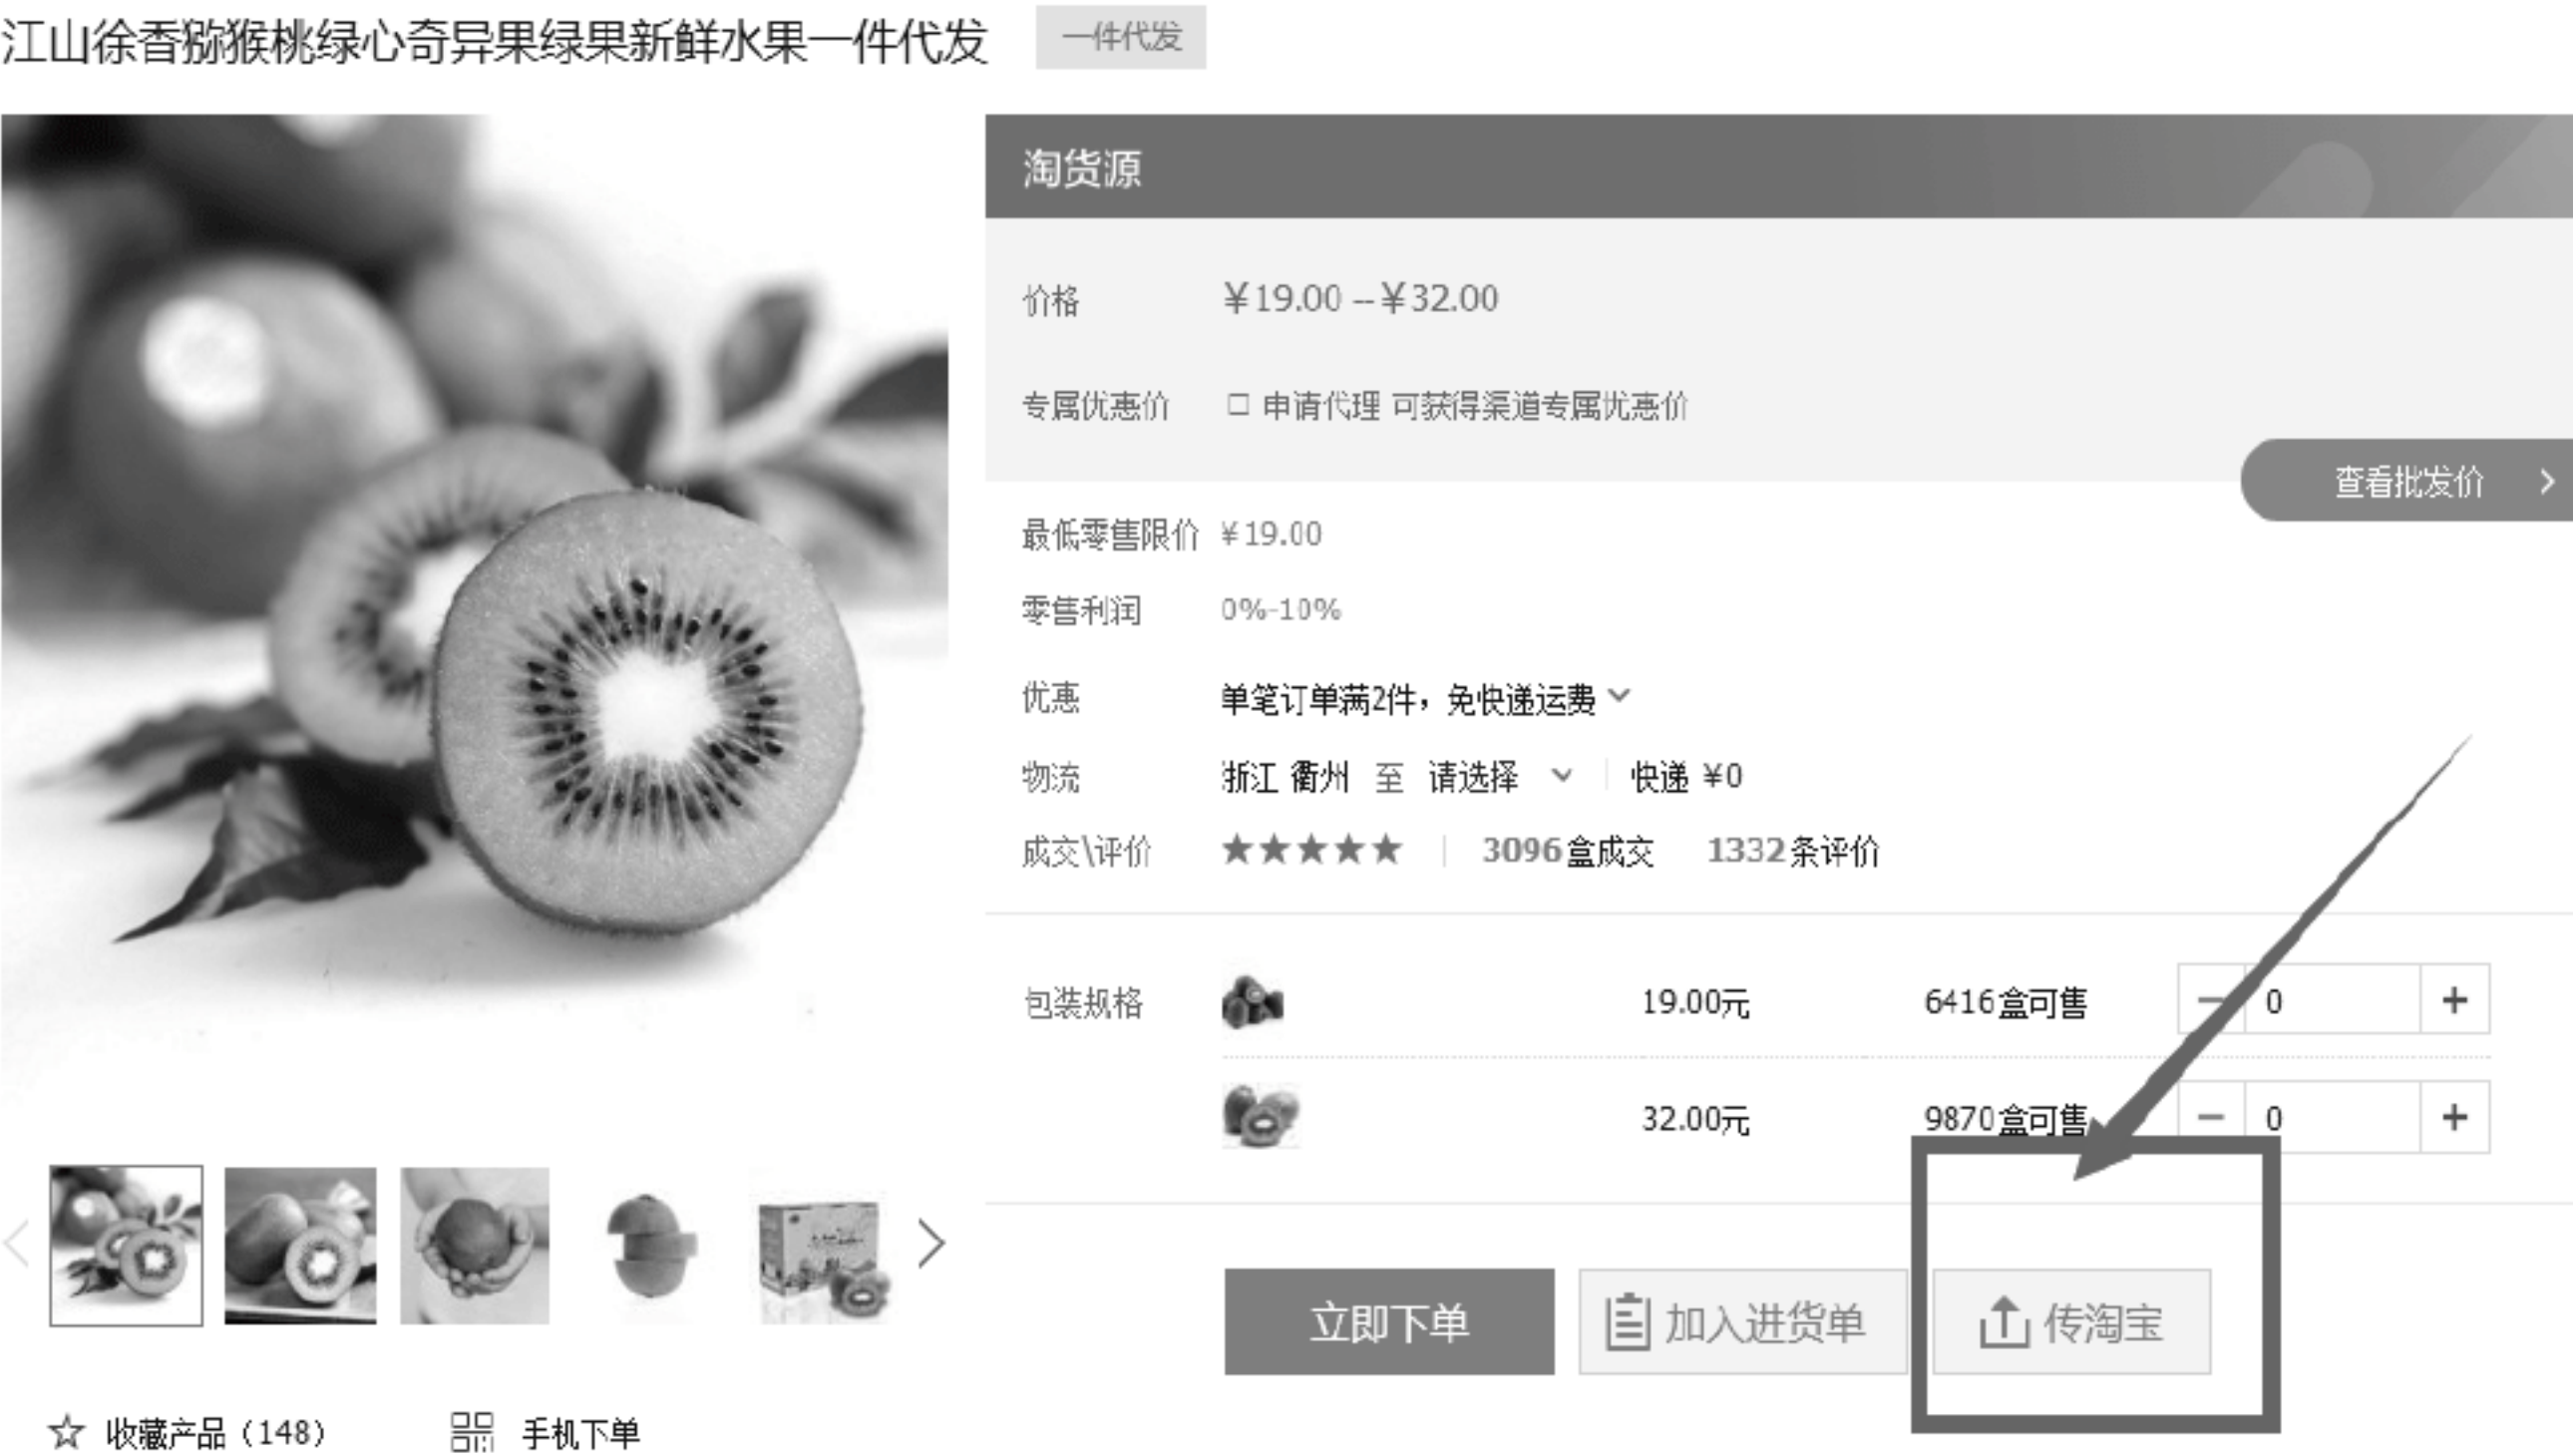 江山徐香猕猴桃绿心奇异果绿果新鲜水果一件代发 一件代发
淘货源
价格 ￥19.00 -￥32.00
专属优惠价 申请代理 可获得渠道专属优惠价
查看批发价 >
最低零售限价 ¥19.00
零售利润 0%-10%
优惠 单笔订单满2件，免快递运费
物流 浙江 衢州 至 请选择 快递 ¥0
成交\评价 ★★★★★ 3096盒成交 1332条评价
包装规格 19.00元 6416盒可售 － 0 +
32.00元 9870盒可售 － 0 +
立即下单 加入进货单 传淘宝
收藏产品（148） 手机下单